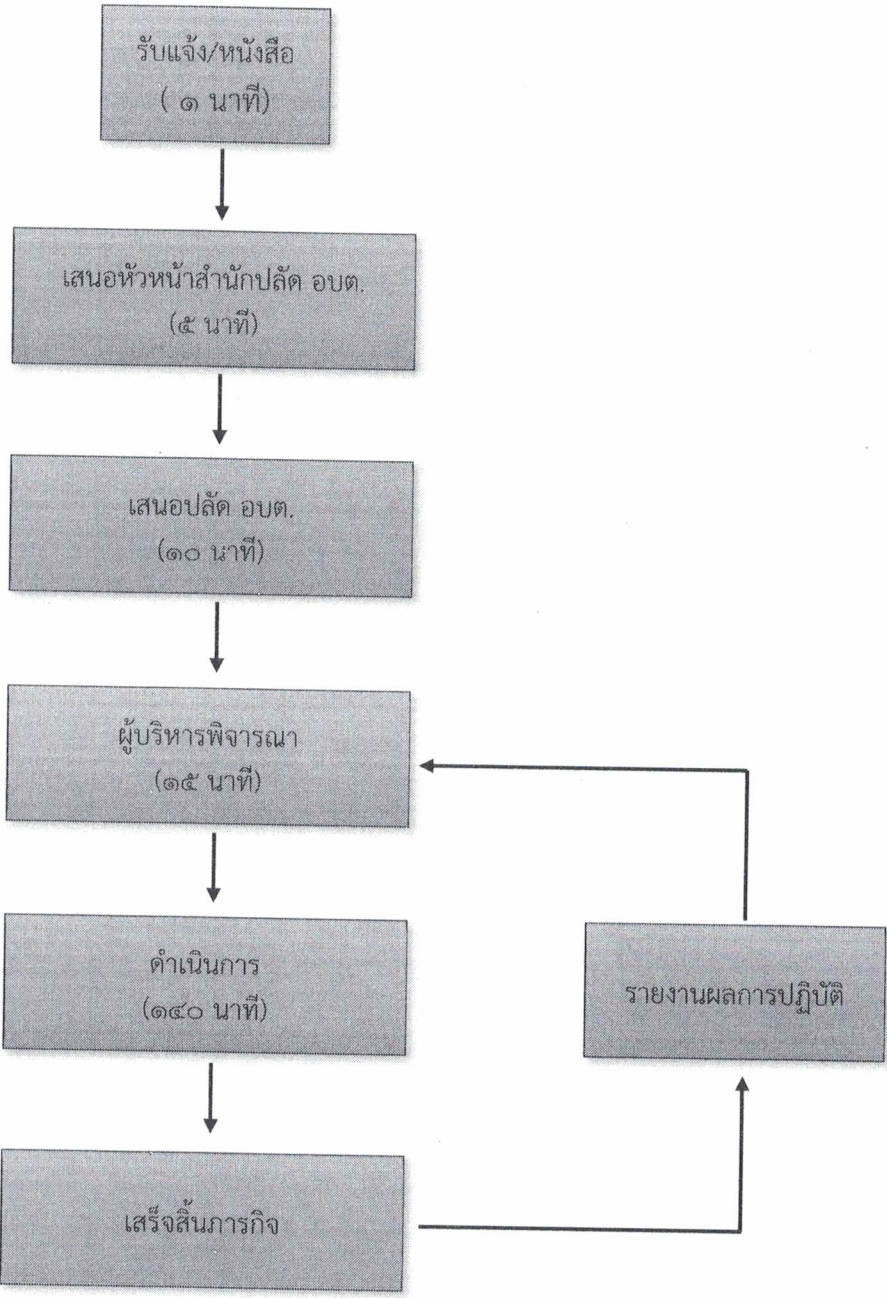 รับแจ้ง/หนังสือ
( ๑ นาที)
เสนอหัวหน้าสำนักปลัด อบต.
(๕ นาที)
เสนอปลัด อบต.
(๑๐ นาที)
ผู้บริหารพิจารณา
(๑๕ นาที)
ดำเนินการ
(๑๔๐ นาที)
รายงานผลการปฏิบัติ
เสร็จสิ้นภารกิจ